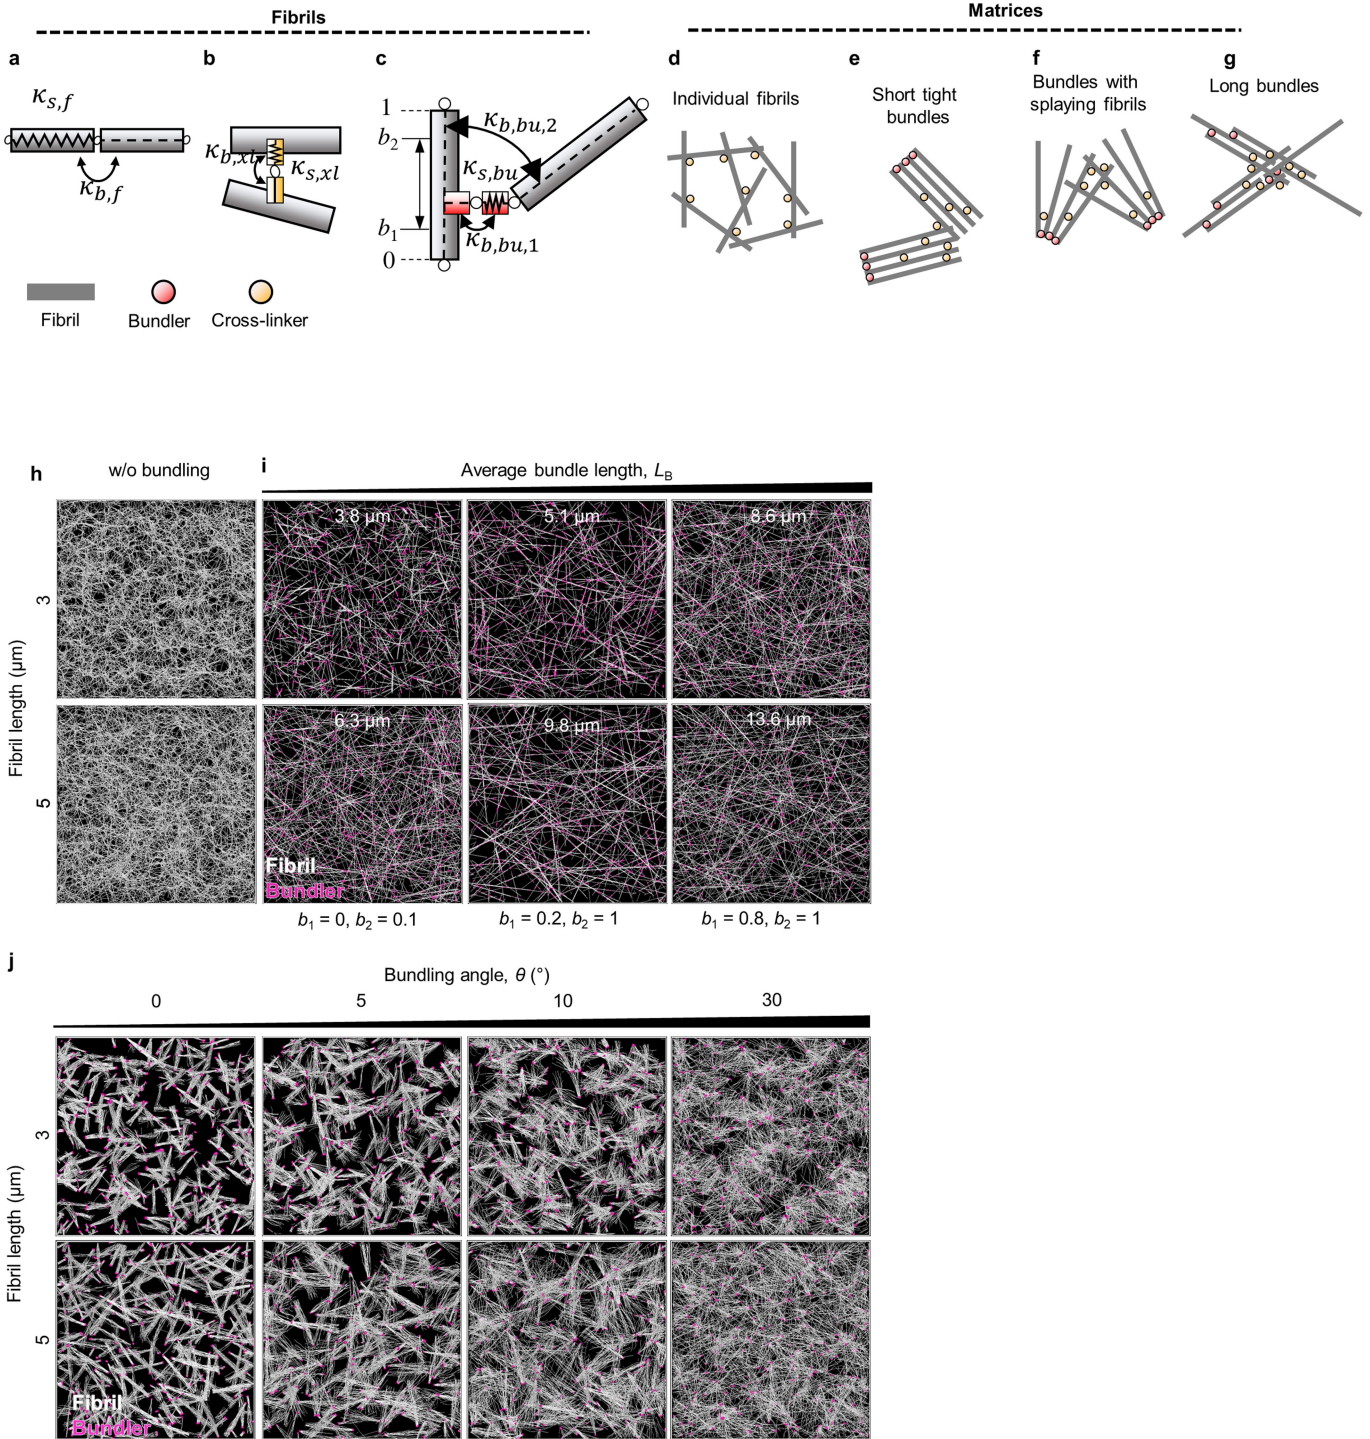 Fibrils
Matrices
a
b
c
d
e
f
g
κs,f
κb,f
κb,xl
κs,xl
1
b2
b1
0
κb,bu,2
κs,bu
κb,bu,1
Individual fibrils
Short tight
bundles
Bundles with
splaying fibrils
Long bundles
Fibril
Bundler
Cross-linker
h
w/o bundling
i
Average bundle length, LB
3.8 µm
5.1 µm
8.6 µm
6.3 µm
9.8 µm
13.6 µm
Fibril length (µm)
3
5
Fibril
Bundler
b1 = 0, b2 = 0.1
b1 = 0.2, b2 = 1
b1 = 0.8, b2 = 1
j
Bundling angle, θ (°)
0
5
10
30
Fibril length (µm)
3
5
Fibril
Bundler